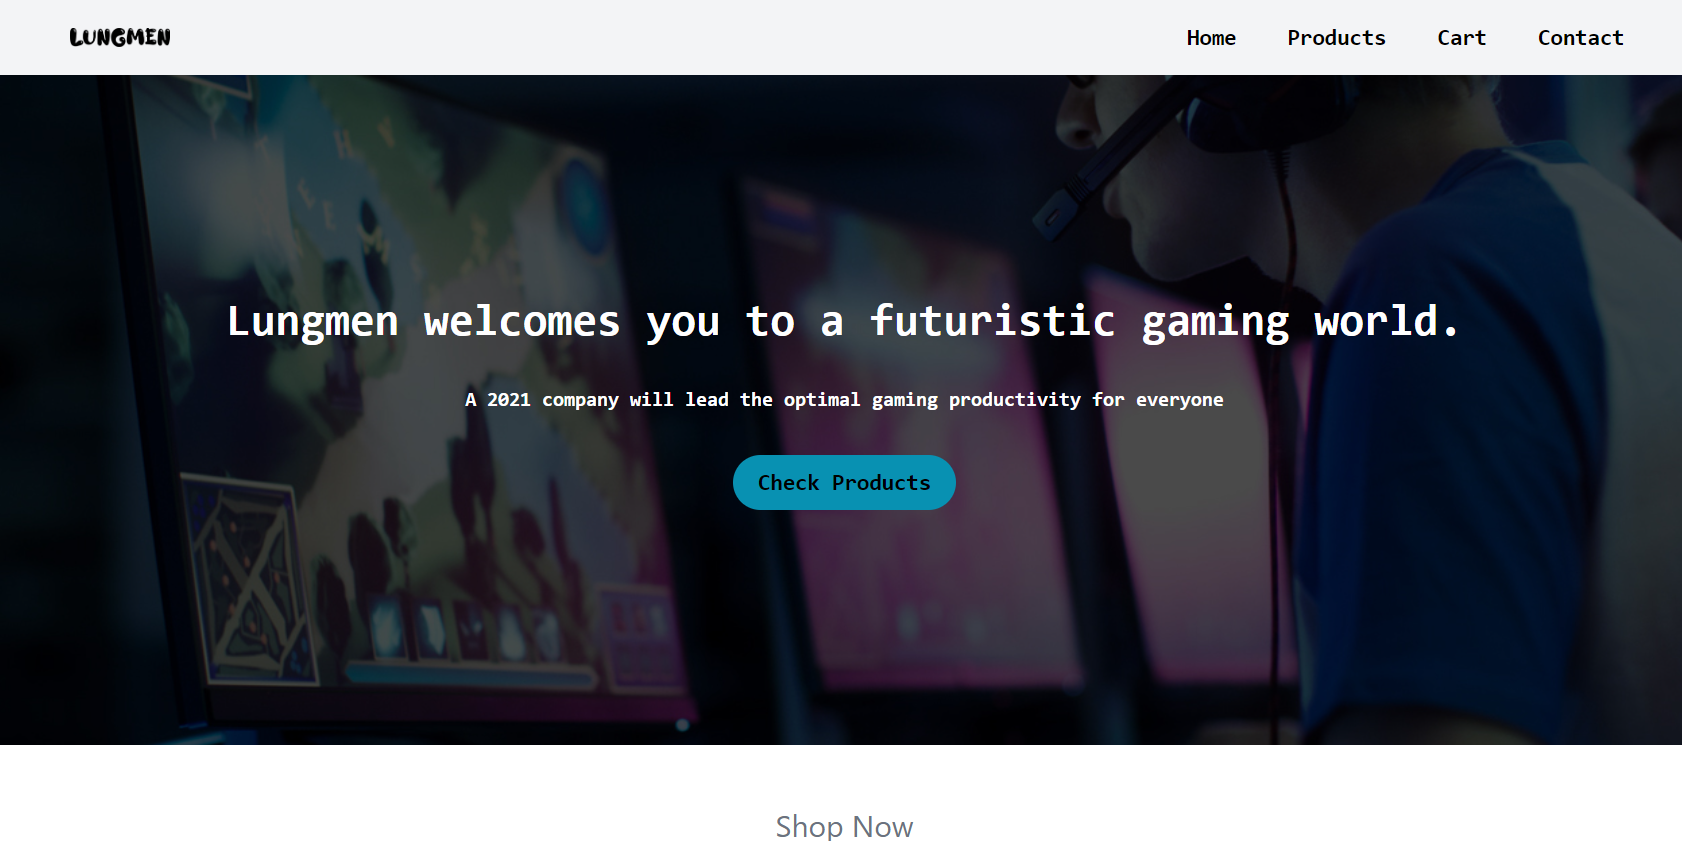 LUNGMEN
Home Products Cart Contact
Lungmen welcomes you to a futuristic gaming world.
A 2021 company will lead the optimal gaming productivity for everyone
Check Products
Shop Now